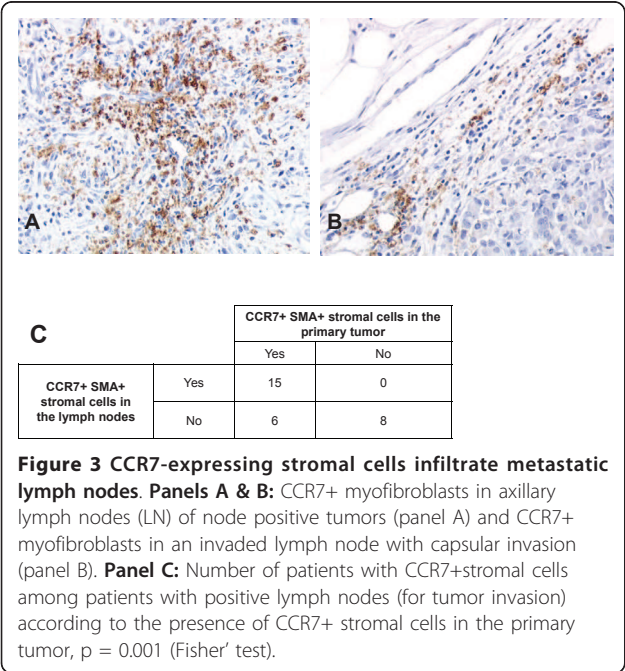 A
B
C
CCR7+ SMA+ stromal cells in the
primary tumor
Yes No
CCR7+ SMA+
stromal cells in
the lymph nodes
Yes 15 0
No 6 8
Figure 3 CCR7-expressing stromal cells infiltrate metastatic
lymph nodes. Panels A & B: CCR7+ myofibroblasts in axillary
lymph nodes (LN) of node positive tumors (panel A) and CCR7+
myofibroblasts in an invaded lymph node with capsular invasion
(panel B). Panel C: Number of patients with CCR7+stromal cells
among patients with positive lymph nodes (for tumor invasion)
according to the presence of CCR7+ stromal cells in the primary
tumor, p = 0.001 (Fisher' test).